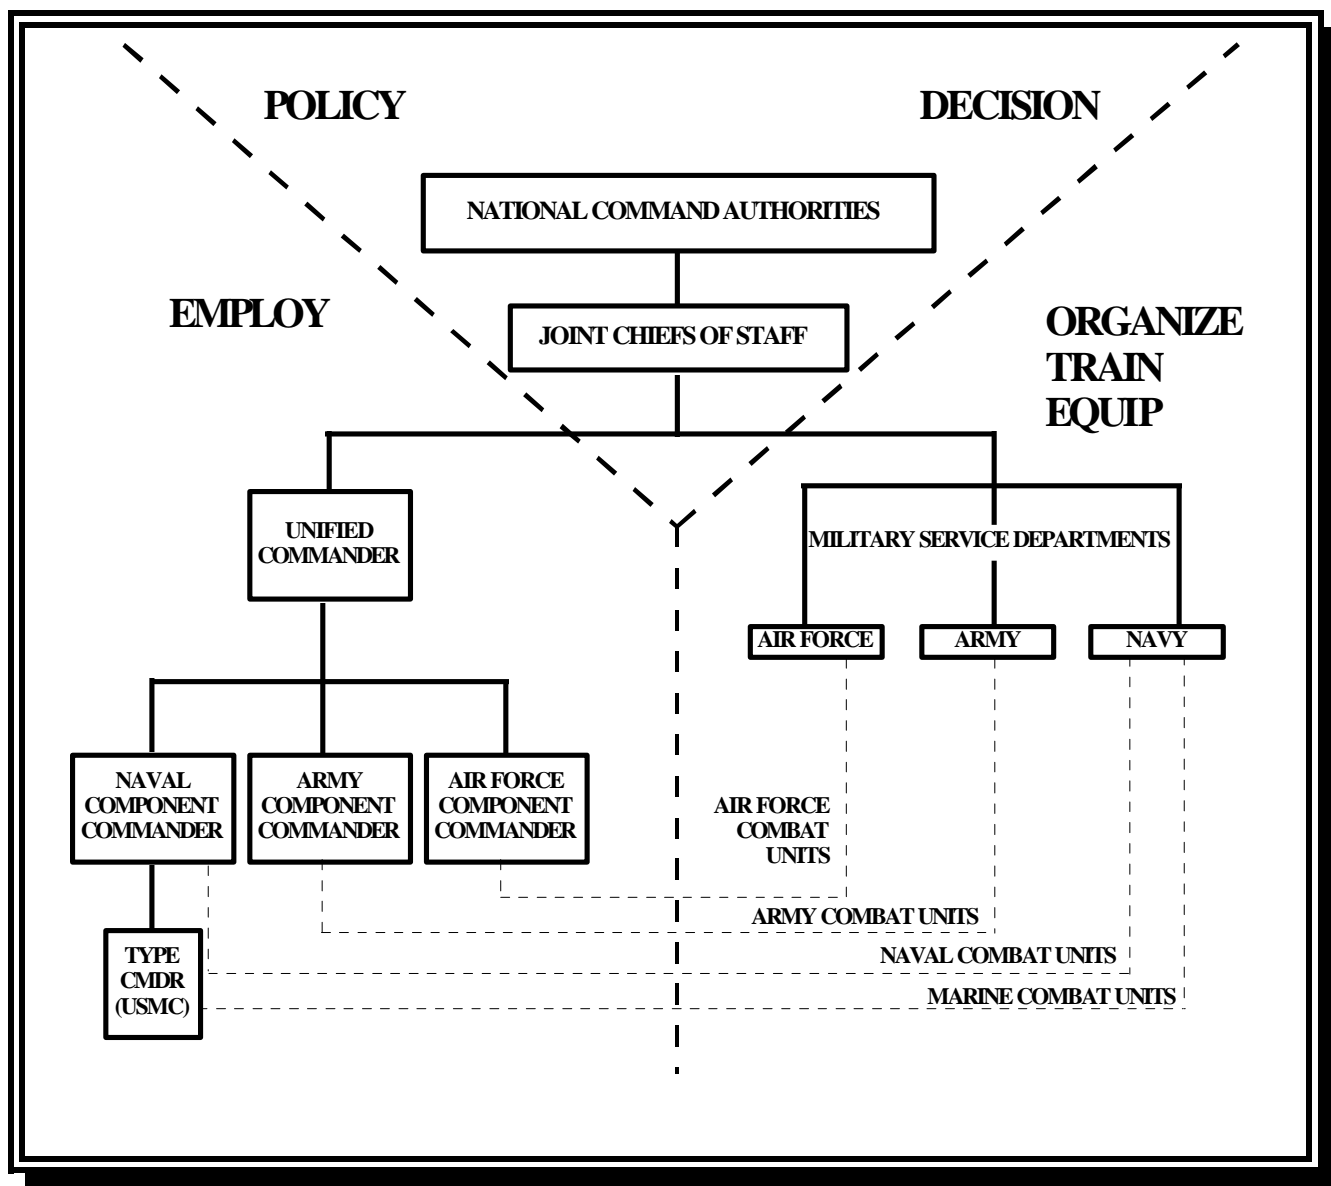 POLICY
DECISION
NATIONAL COMMAND AUTHORITIES
EMPLOY
JOINT CHIEFS OF STAFF
ORGANIZE
TRAIN
EQUIP
UNIFIED
COMMANDER
MILITARY SERVICE DEPARTMENTS
AIR FORCE
ARMY
NAVY
NAVAL
COMPONENT
COMMANDER
ARMY
COMPONENT
COMMANDER
AIR FORCE
COMPONENT
COMMANDER
AIR FORCE
COMBAT
UNITS
ARMY COMBAT UNITS
TYPE
CMDR
(USMC)
NAVAL COMBAT UNITS
MARINE COMBAT UNITS